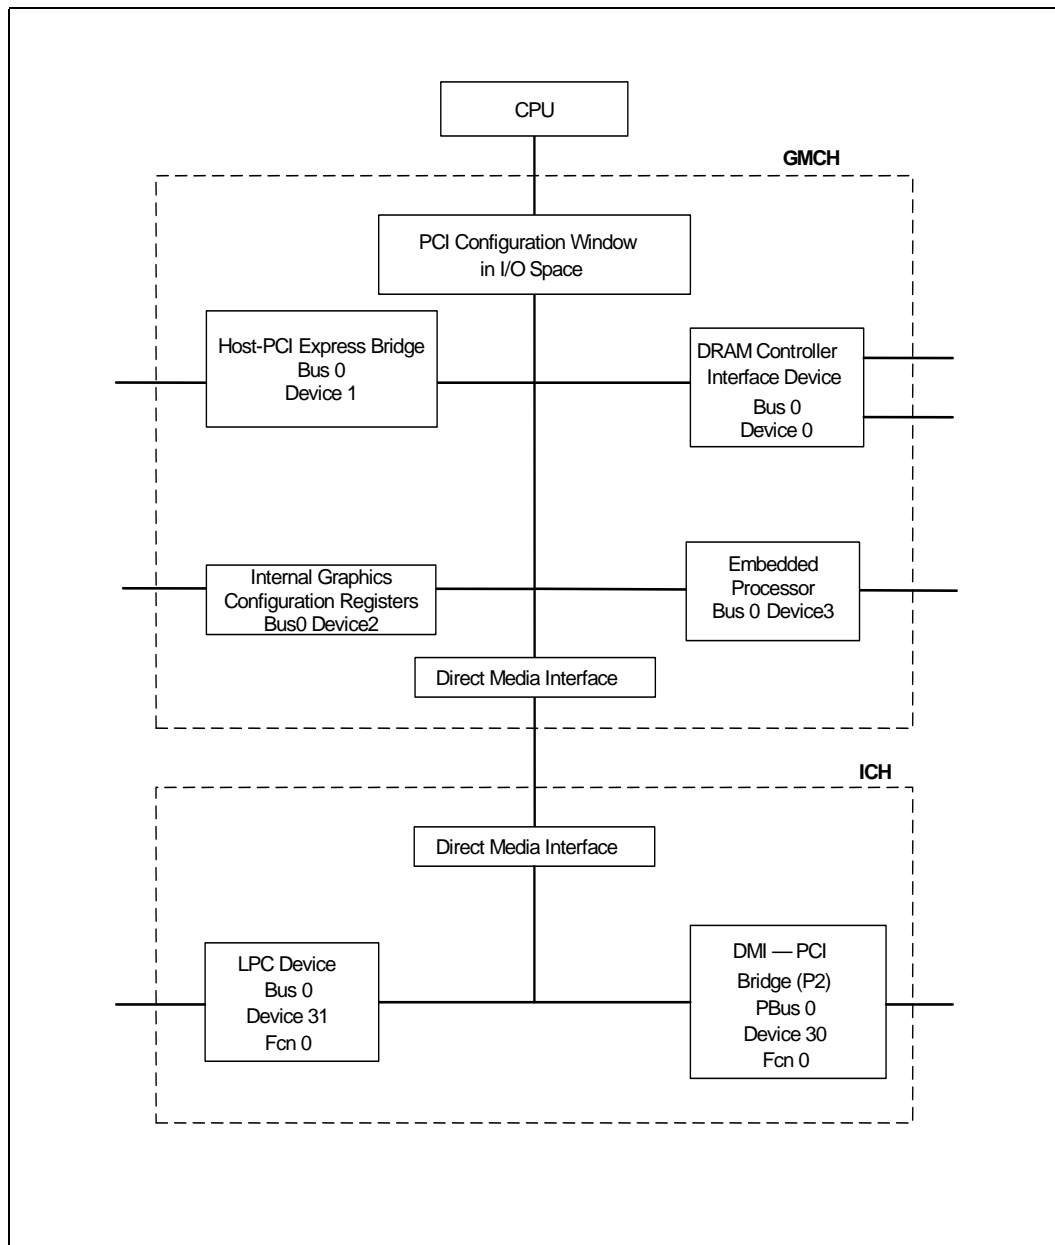 CPU
GMCH
PCI Configuration Window
in I/O Space
Host-PCI Express Bridge
Bus 0
Device 1
DRAM Controller
Interface Device
Bus 0
Device 0
Internal Graphics
Configuration Registers
Bus0 Device2
Embedded
Processor
Bus 0 Device3
Direct Media Interface
ICH
Direct Media Interface
LPC Device
Bus 0
Device 31
Fcn 0
DMI — PCI
Bridge (P2)
PBus 0
Device 30
Fcn 0